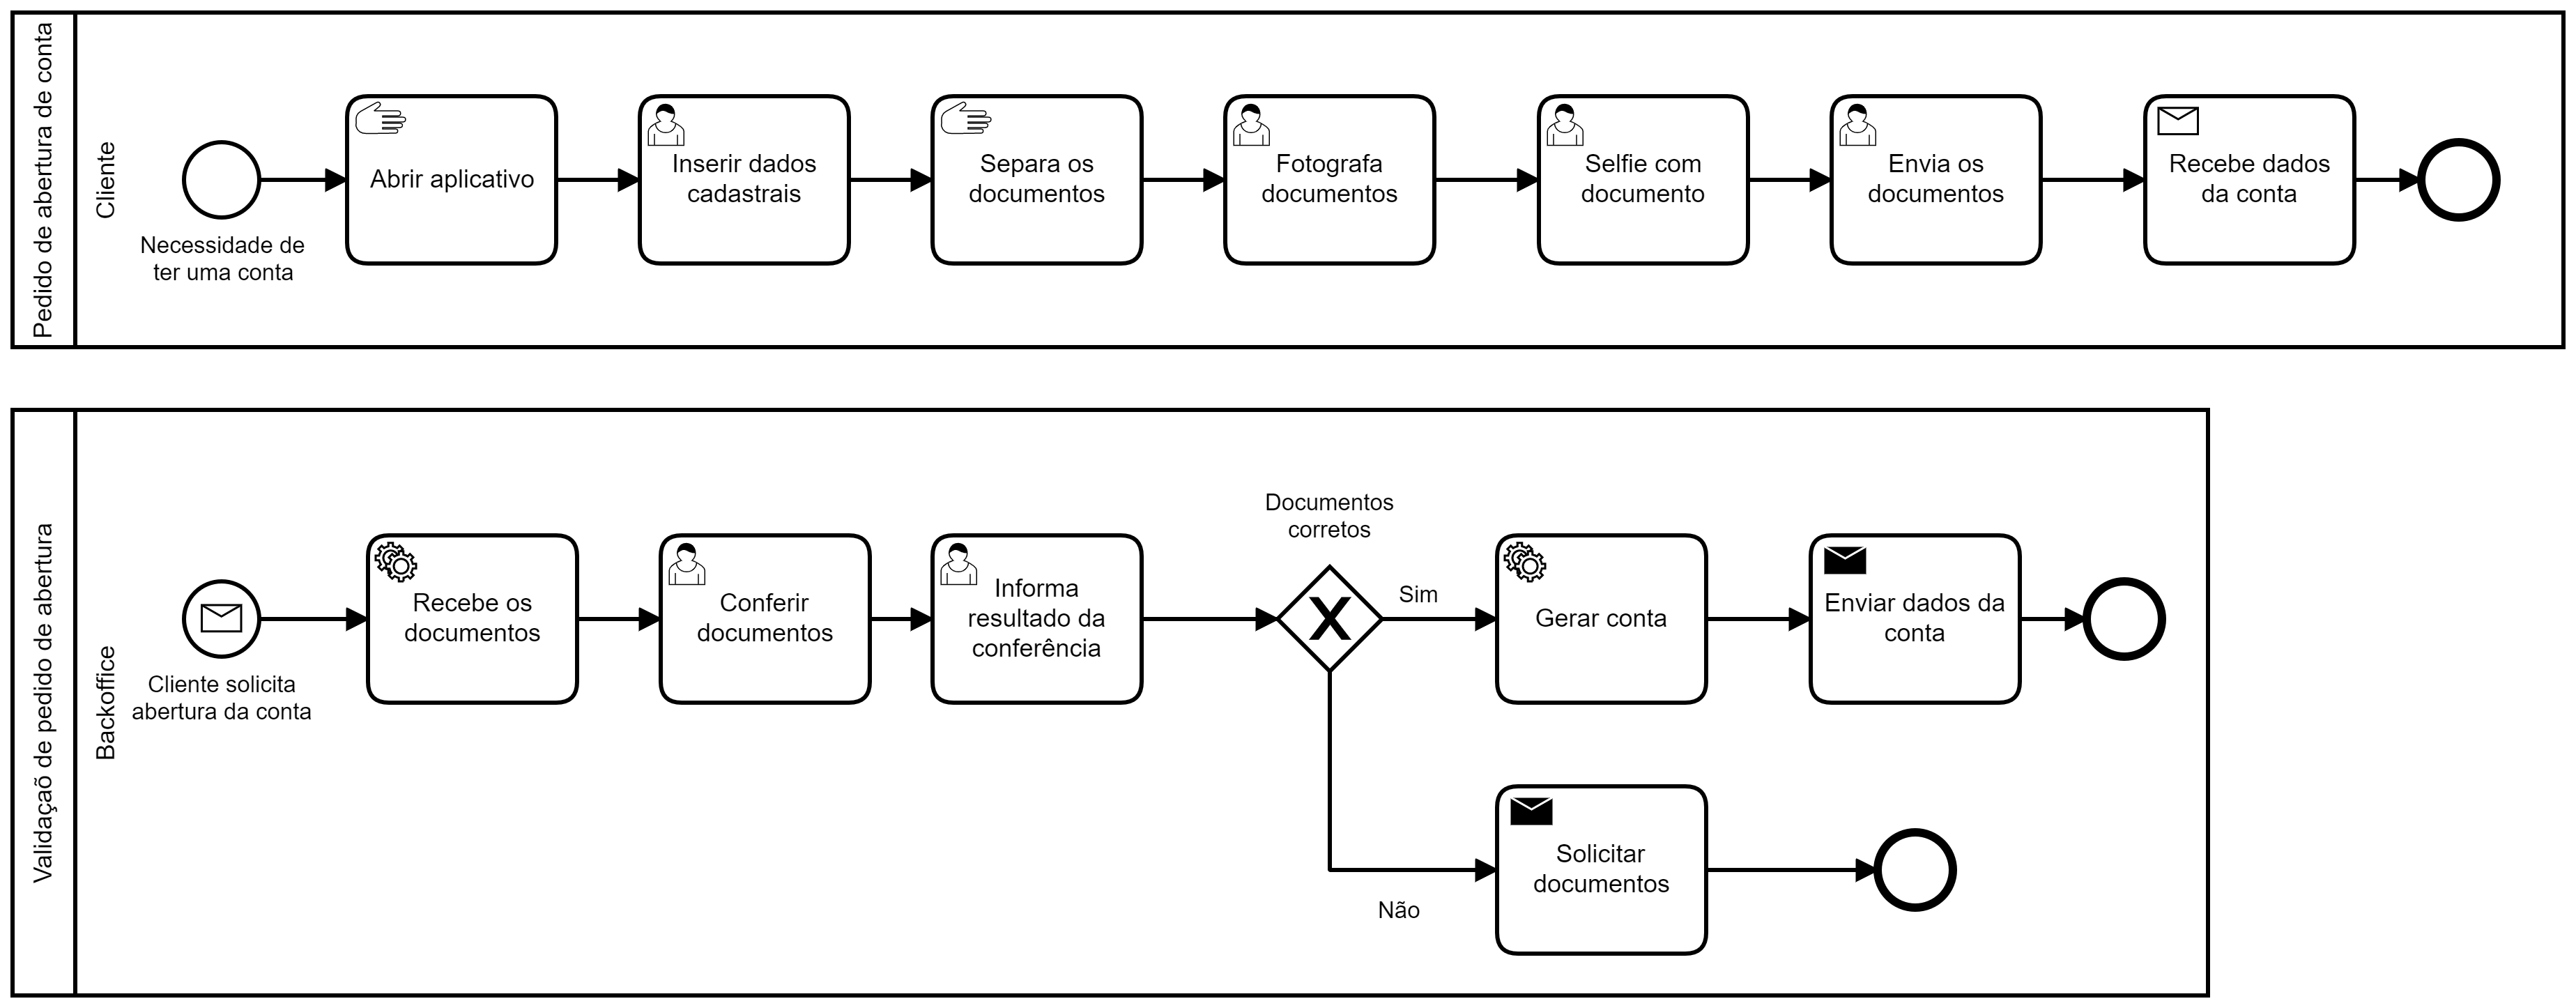 Pedido de abertura de conta
Cliente
Necessidade de
ter uma conta
Abrir aplicativo
Inserir dados
cadastrais
Separa os
documentos
Fotografa
documentos
Selfie com
documento
Envia os
documentos
Recebe dados
da conta
Validaçaõ de pedido de abertura
Backoffice
Cliente solicita
abertura da conta
Recebe os
documentos
Conferir
documentos
Informa
resultado da
conferência
Documentos
corretos
Sim
Gerar conta
Enviar dados da
conta
Não
Solicitar
documentos